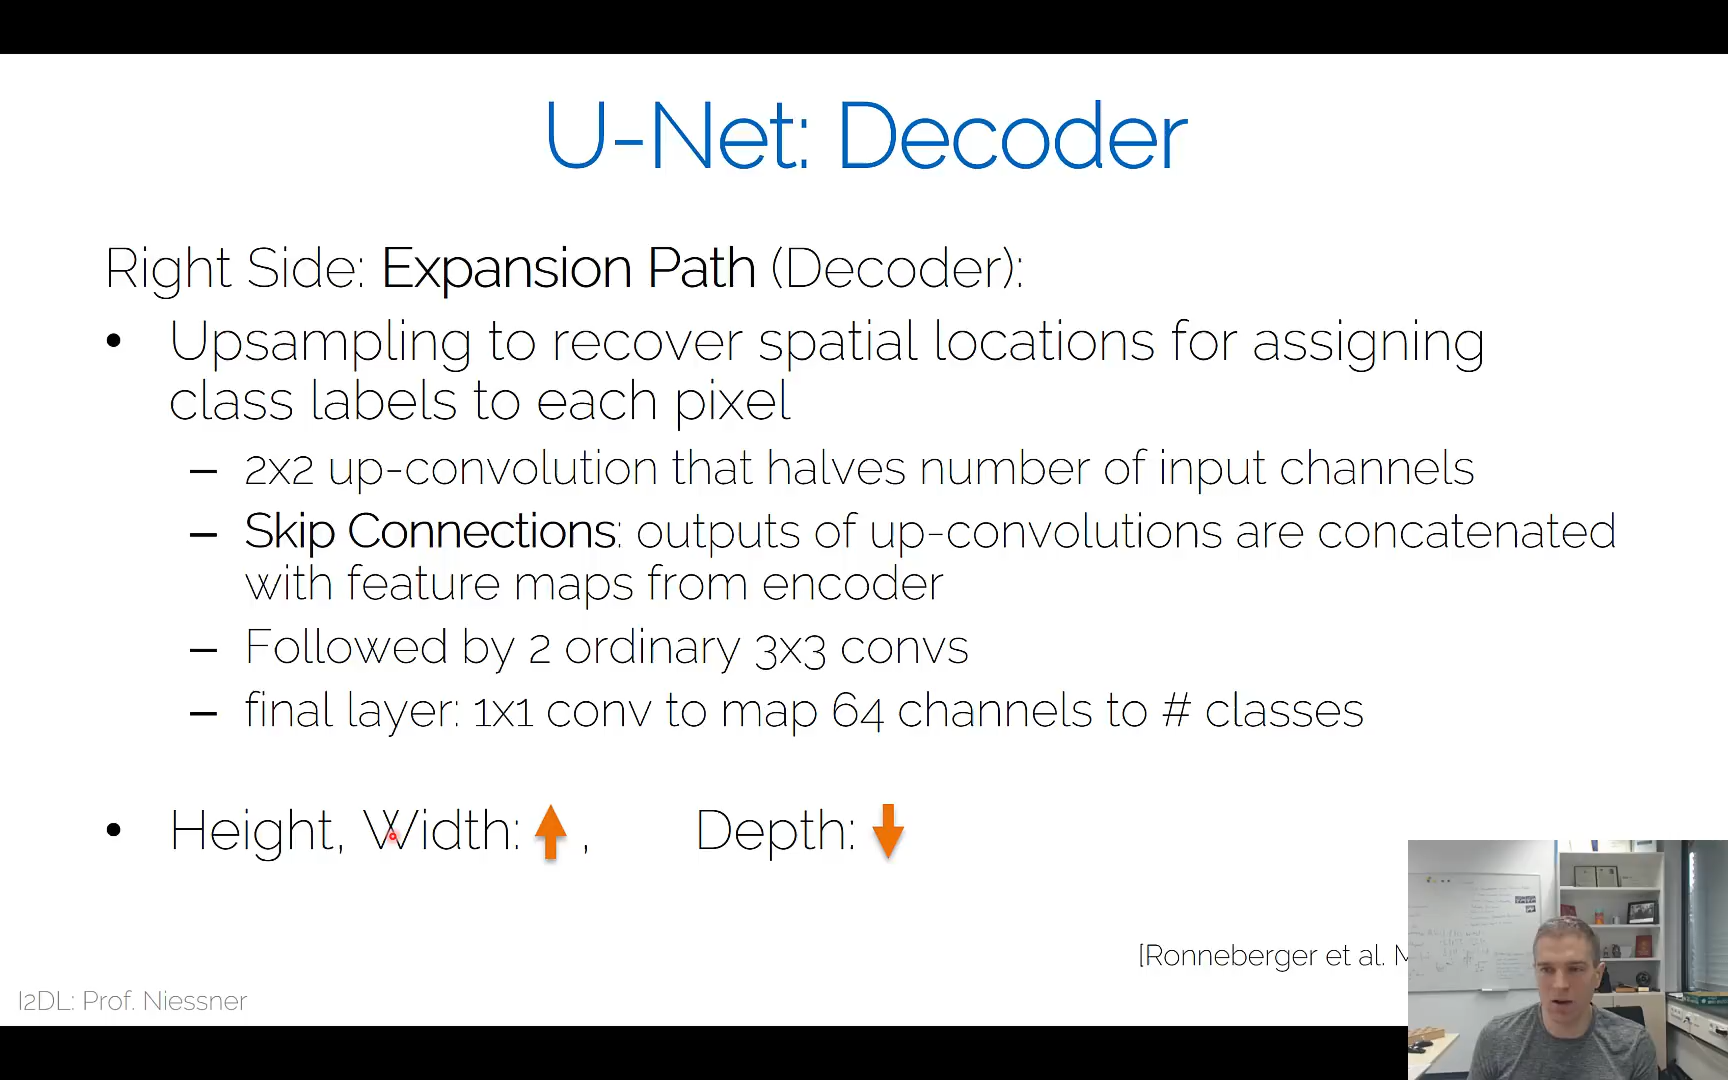 U-Net: Decoder
Right Side: Expansion Path (Decoder):
• Upsampling to recover spatial locations for assigning
class labels to each pixel
– 2x2 up-convolution that halves number of input channels
– Skip Connections: outputs of up-convolutions are concatenated
with feature maps from encoder
– Followed by 2 ordinary 3x3 convs
– final layer: 1x1 conv to map 64 channels to # classes
• Height, Width: ↑, Depth: ↓
[Ronneberger et al.
I2DL: Prof. Niessner